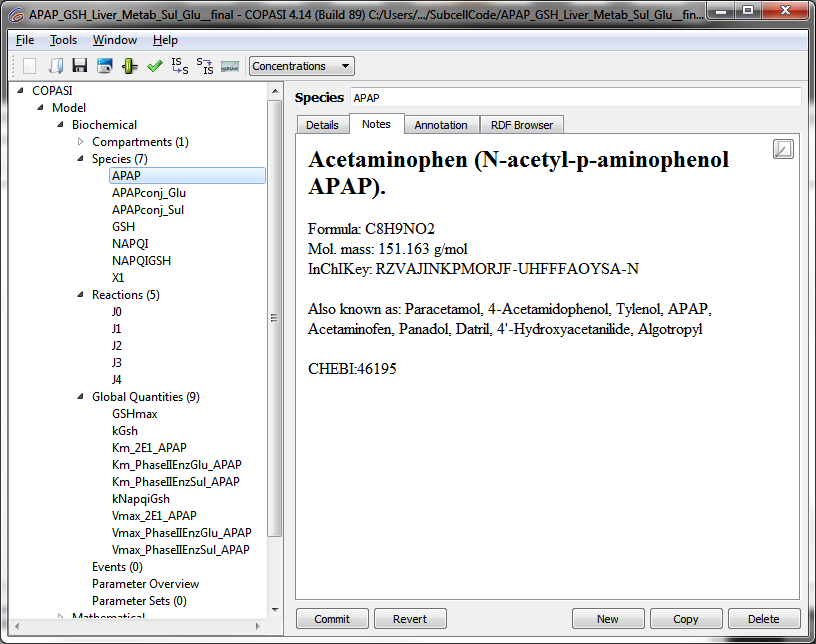 APAP_GSH_Liver_Metab_Sul_Glu__final - COPASI 4.14 (Build 89) C:/Users/.../SubcellCode/APAP_GSH_Liver_Metab_Sul_Glu__fin...
File Tools Window Help
Concentrations
COPASI
Model
Biochemical
Compartments (1)
Species (7)
APAP
APAPconj_Glu
APAPconj_Sul
GSH
NAPQI
NAPQIGSH
X1
Reactions (5)
J0
J1
J2
J3
J4
Global Quantities (9)
GSHmax
kGsh
Km_2E1_APAP
Km_PhaseIIEnzGlu_APAP
Km_PhaseIIEnzSul_APAP
kNapqiGsh
Vmax_2E1_APAP
Vmax_PhaseIIEnzGlu_APAP
Vmax_PhaseIIEnzSul_APAP
Events (0)
Parameter Overview
Parameter Sets (0)
Mathematical
Species APAP
Details Notes Annotation RDF Browser
Acetaminophen (N-acetyl-p-aminophenol
APAP).
Formula: C8H9NO2
Mol. mass: 151.163 g/mol
InChIKey: RZVAJINKPMORJF-UHFFFAOYSA-N
Also known as: Paracetamol, 4-Acetamidophenol, Tylenol, APAP,
Acetaminofen, Panadol, Datril, 4'-Hydroxyacetanilide, Algotropyl
CHEBI:46195
Commit Revert New Copy Delete